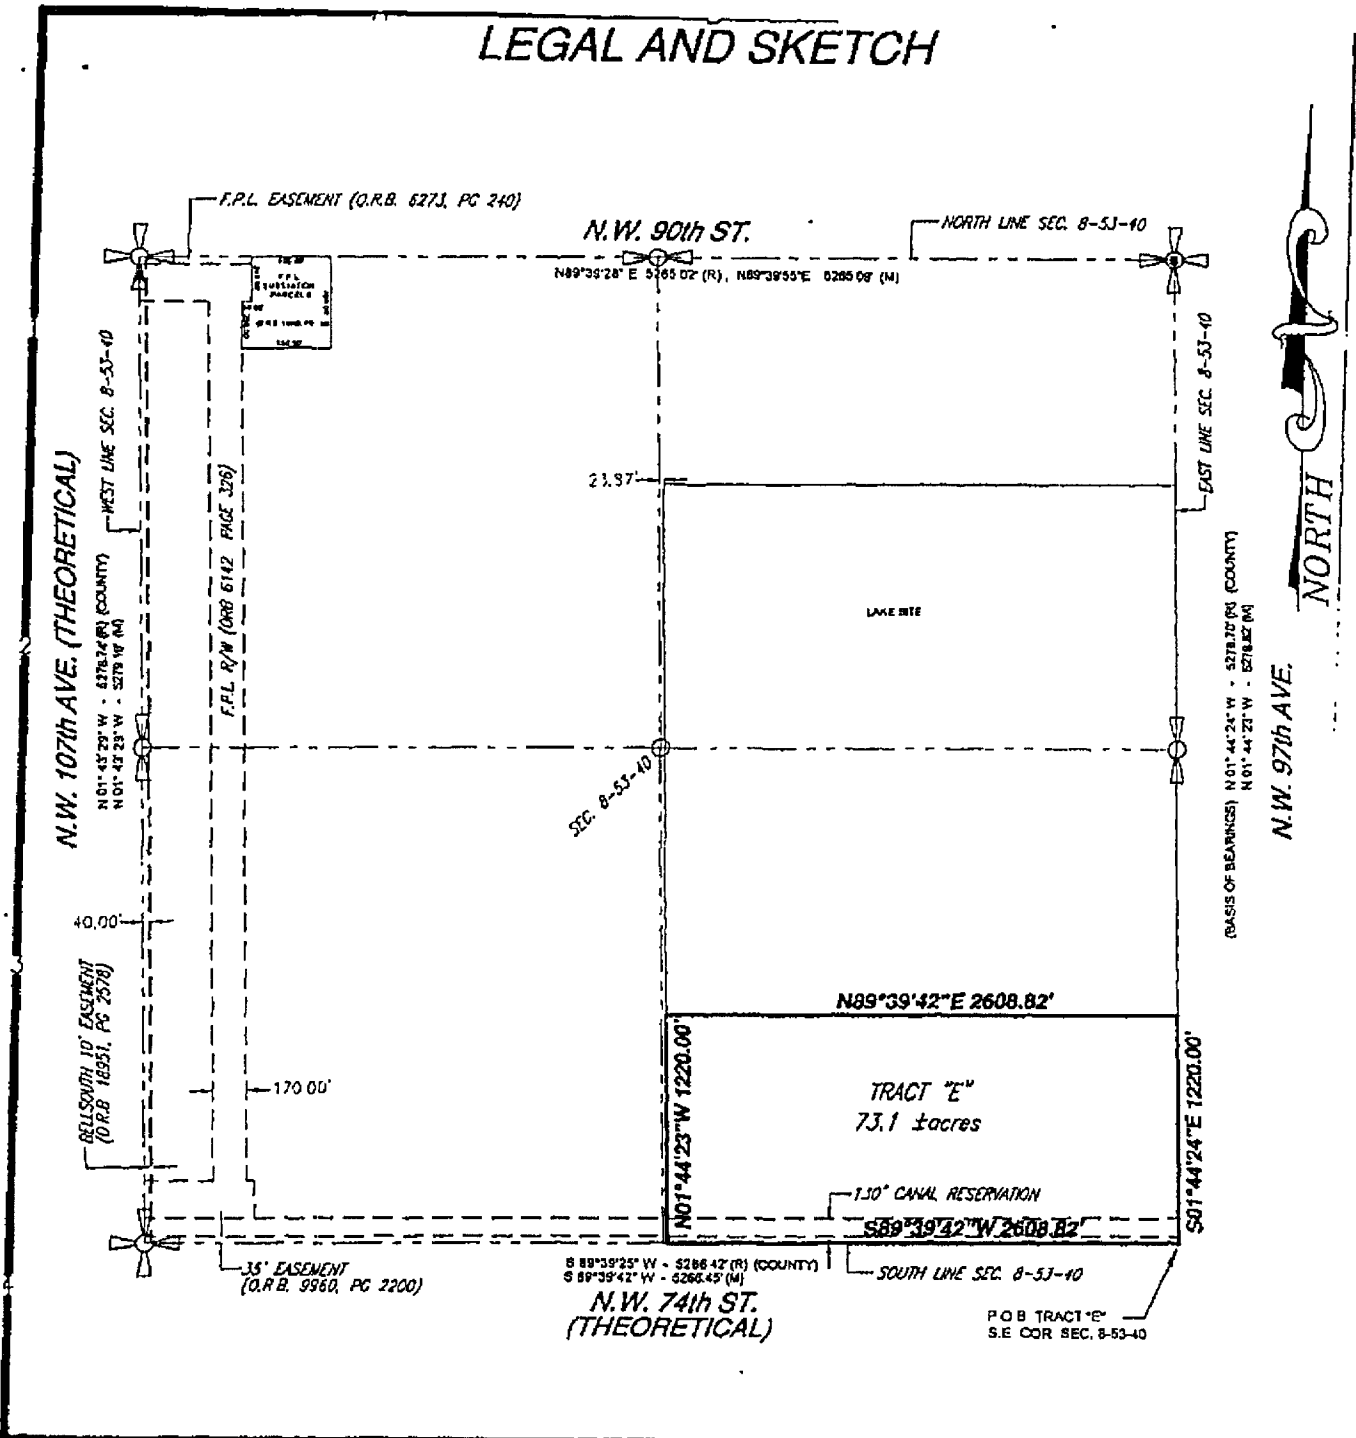 LEGAL AND SKETCH
F.P.L. EASEMENT (O.R.B. 6273, PG 240)
N.W. 90th ST.
NORTH LINE SEC. 8-53-40
N89°39'28" E 5265.02' (R), N89°39'55"E 5265.09' (M)
F.P.L.
SUBSTATION
PARCELS
WEST LINE SEC. 8-53-40
EAST LINE SEC. 8-53-40
NORTH
N.W. 107th AVE. (THEORETICAL)
N 01° 43' 29" W - 5278.74' (R) (COUNTY)
N 01° 43' 29" W - 5279.19' (M)
F.P.L. R/W (ORB 6142 PAGE 326)
23.97'
LAKE SITE
(BASIS OF BEARINGS) N 01° 44' 24" W - 5278.70' (R) (COUNTY)
N 01° 44' 23" W - 5278.82' (M)
N.W. 97th AVE.
SEC. 8-53-40
40.00'
BELLSOUTH 10' EASEMENT
(O.R.B 18951, PG 2578)
170.00'
N89°39'42"E 2608.82'
N01°44'23"W 1220.00'
TRACT "E"
73.1 ±acres
S01°44'24"E 1220.00'
130' CANAL RESERVATION
S89°39'42"W 2608.82'
35' EASEMENT
(O.R.B. 9960, PG 2200)
S 89°39'25" W - 5266.42' (R) (COUNTY)
S 89°39'42" W - 5266.45' (M)
SOUTH LINE SEC. 8-53-40
N.W. 74th ST.
(THEORETICAL)
P O B TRACT "E"
S.E COR SEC. 8-53-40